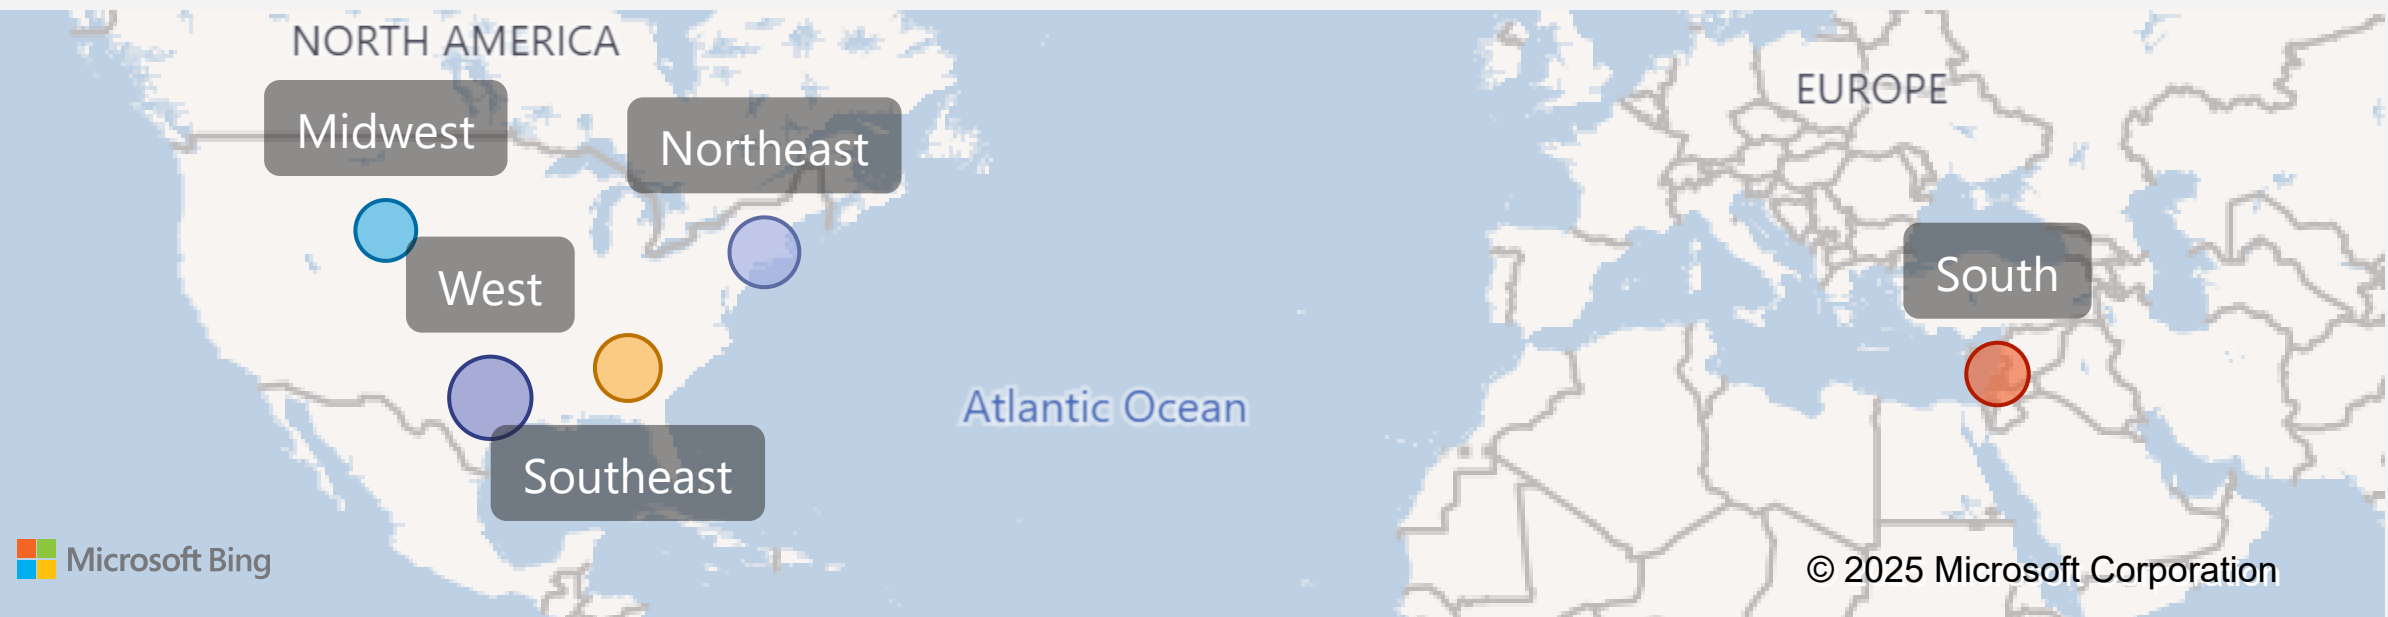 NORTH AMERICA
EUROPE
Midwest
Northeast
West
South
Atlantic Ocean
Southeast
Microsoft Bing
© 2025 Microsoft Corporation